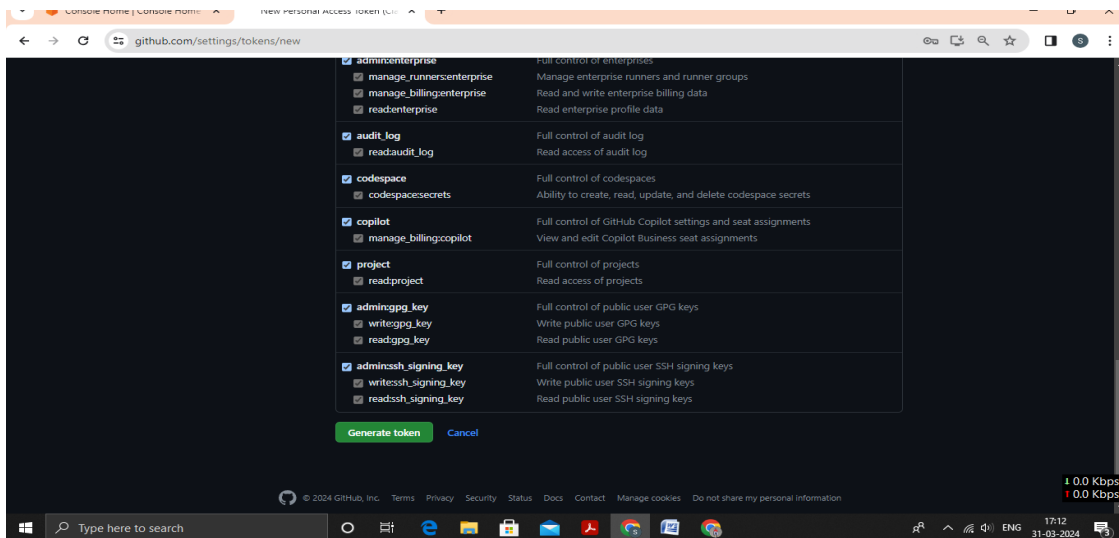 Console Home | Console Home
New Personal Access Token (Cla
github.com/settings/tokens/new
S
admin:enterprise Full control of enterprises
manage_runners:enterprise Manage enterprise runners and runner groups
manage_billing:enterprise Read and write enterprise billing data
read:enterprise Read enterprise profile data
audit_log Full control of audit log
read:audit_log Read access of audit log
codespace Full control of codespaces
codespace:secrets Ability to create, read, update, and delete codespace secrets
copilot Full control of GitHub Copilot settings and seat assignments
manage_billing:copilot View and edit Copilot Business seat assignments
project Full control of projects
read:project Read access of projects
admin:gpg_key Full control of public user GPG keys
write:gpg_key Write public user GPG keys
read:gpg_key Read public user GPG keys
admin:ssh_signing_key Full control of public user SSH signing keys
write:ssh_signing_key Write public user SSH signing keys
read:ssh_signing_key Read public user SSH signing keys
Generate token Cancel
© 2024 GitHub, Inc. Terms Privacy Security Status Docs Contact Manage cookies Do not share my personal information
↓ 0.0 Kbps
↑ 0.0 Kbps
Type here to search
ENG
17:12
31-03-2024
3